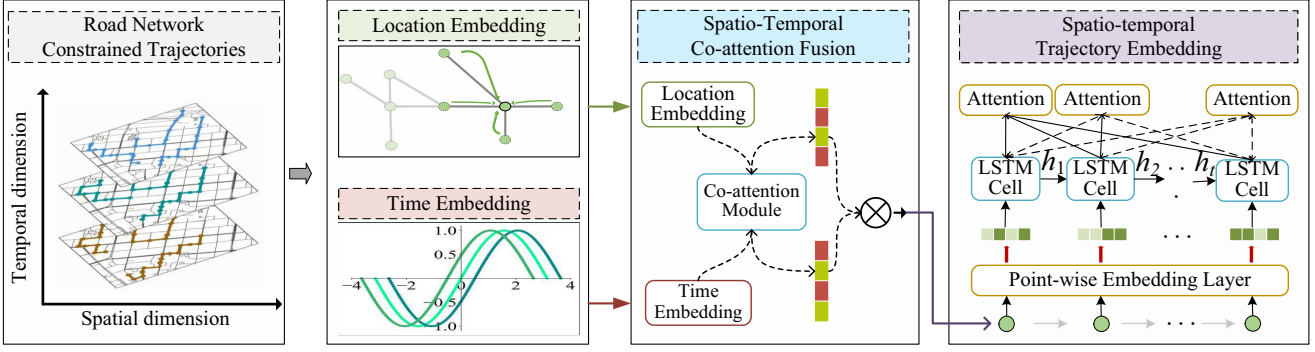 Road Network
Constrained Trajectories
Temporal dimension
Spatial dimension
Location Embedding
Time Embedding
1.0
0.5
−4
−2
0
2
4
−0.5
−1.0
Spatio-Temporal
Co-attention Fusion
Location
Embedding
Co-attention
Module
Time
Embedding
Spatio-temporal
Trajectory Embedding
Attention
Attention
Attention
LSTM
Cell
h1
LSTM
Cell
h2
. .
ht
LSTM
Cell
. . .
Point-wise Embedding Layer
· · ·